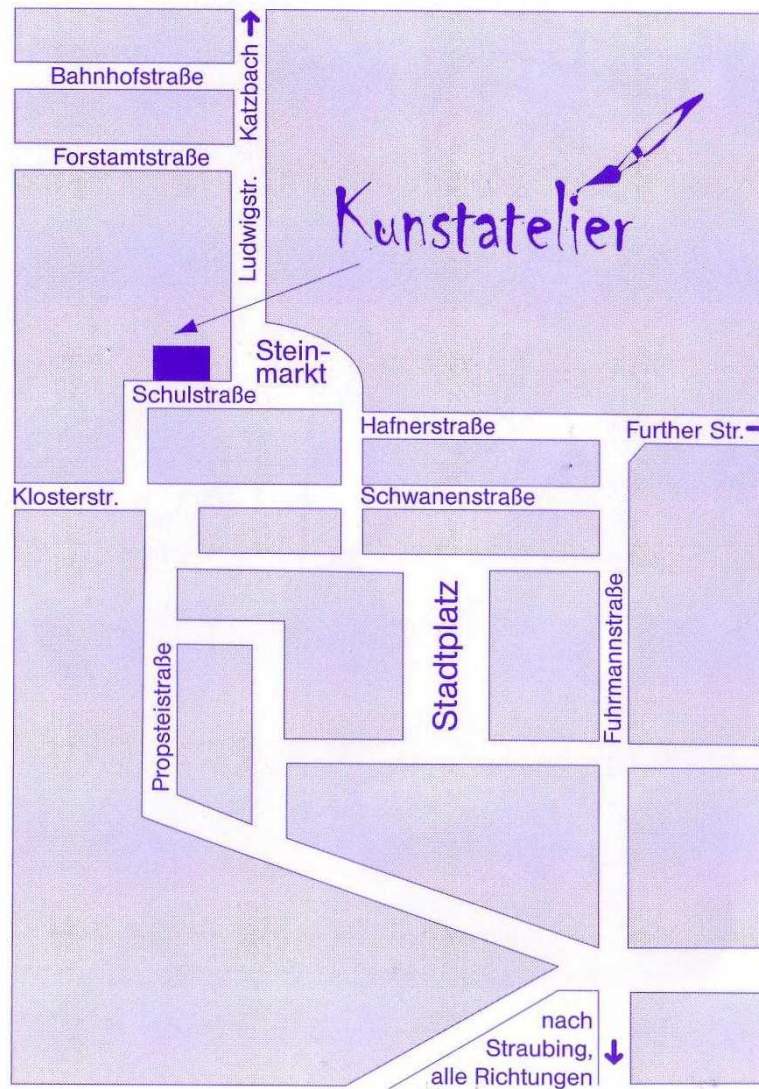 Katzbach
Bahnhofstraße
Forstamtstraße
Ludwigstr.
Kunstatelier
Stein-
markt
Schulstraße
Hafnerstraße
Further Str.
Klosterstr.
Schwanenstraße
Stadtplatz
Propsteistraße
Fuhrmannstraße
nach
Straubing,
alle Richtungen